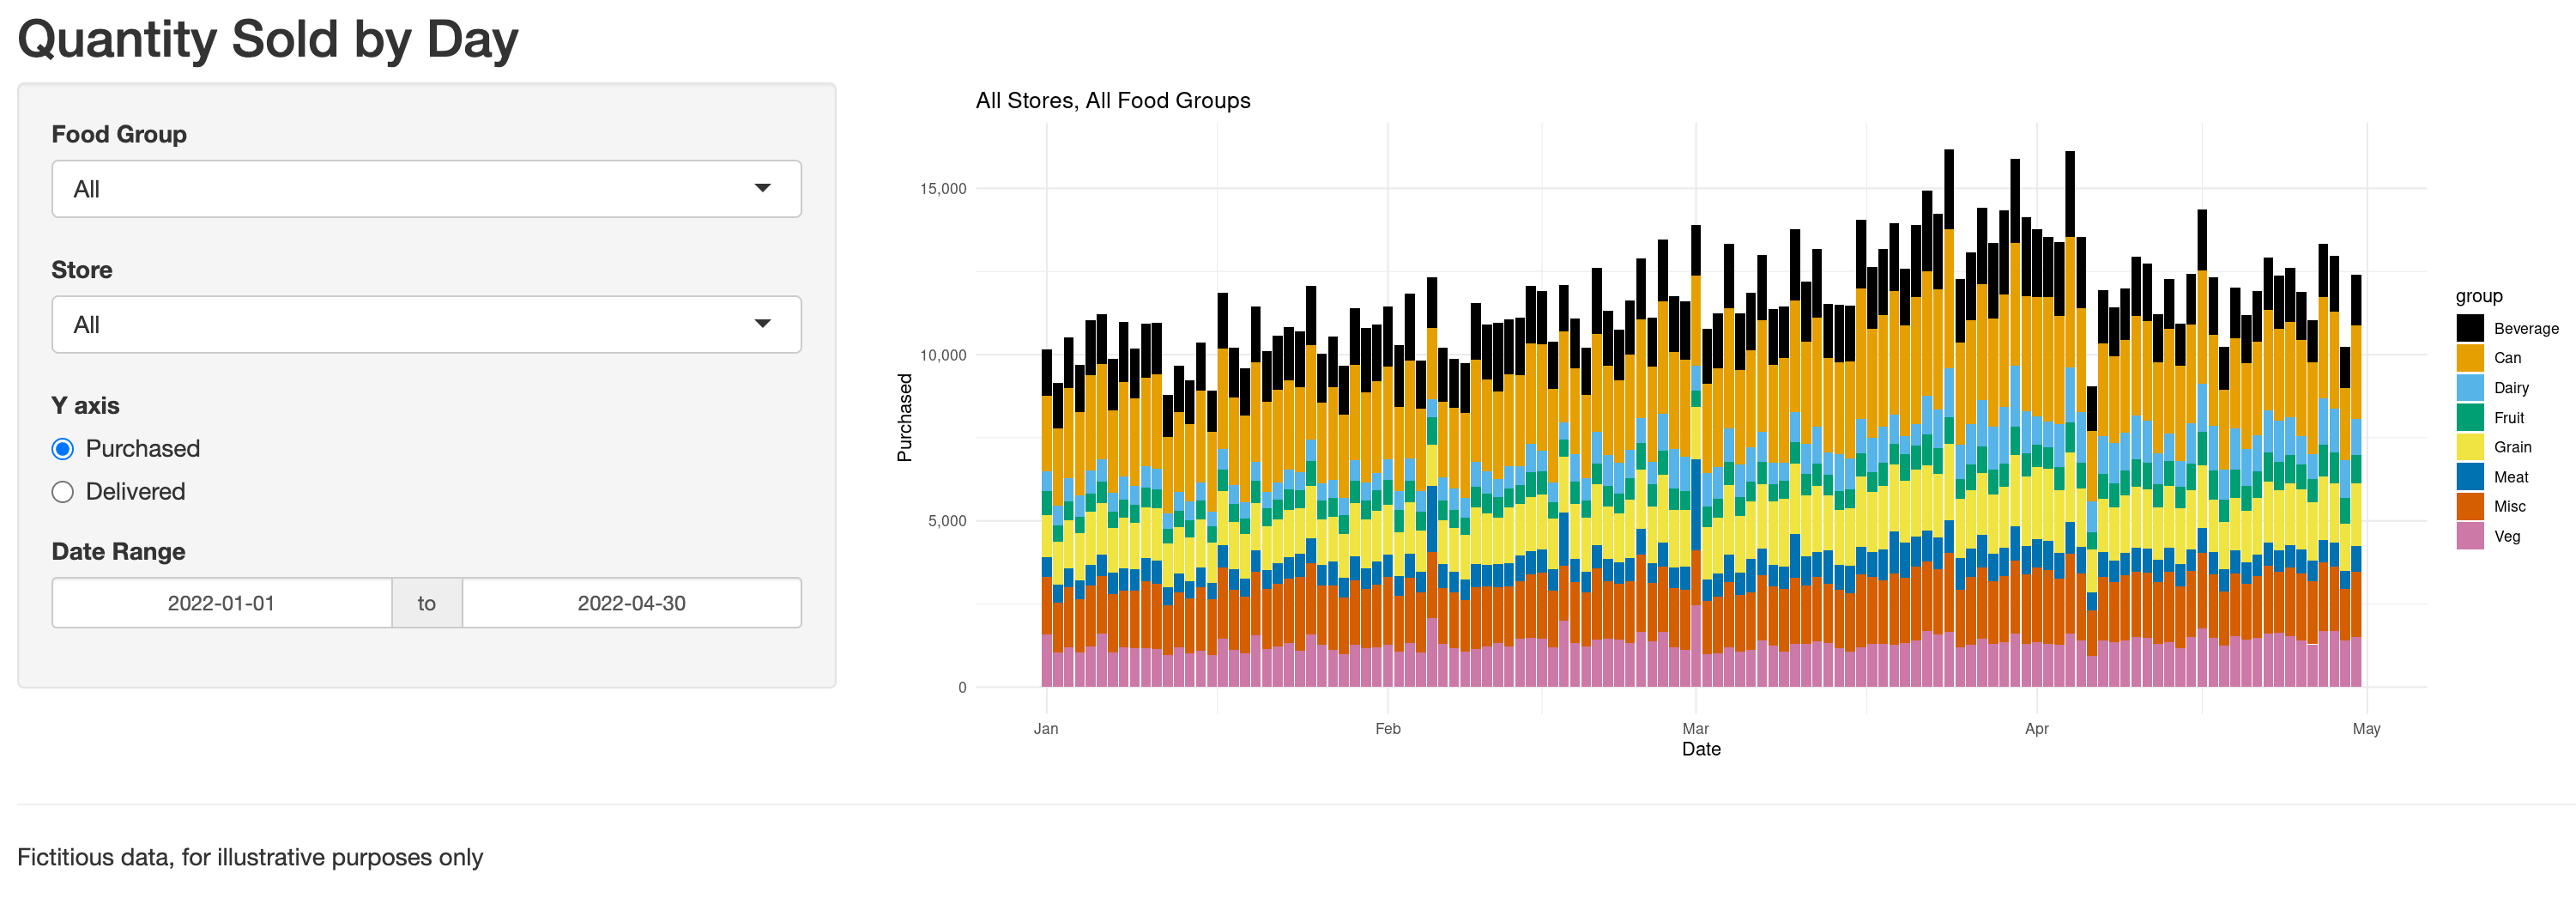 Quantity Sold by Day
Food Group
All
Store
All
Y axis
Purchased
Delivered
Date Range
2022-01-01 to 2022-04-30
All Stores, All Food Groups
Purchased
15,000
10,000
5,000
0
Jan Feb Mar Apr May
Date
group
Beverage
Can
Dairy
Fruit
Grain
Meat
Misc
Veg
Fictitious data, for illustrative purposes only